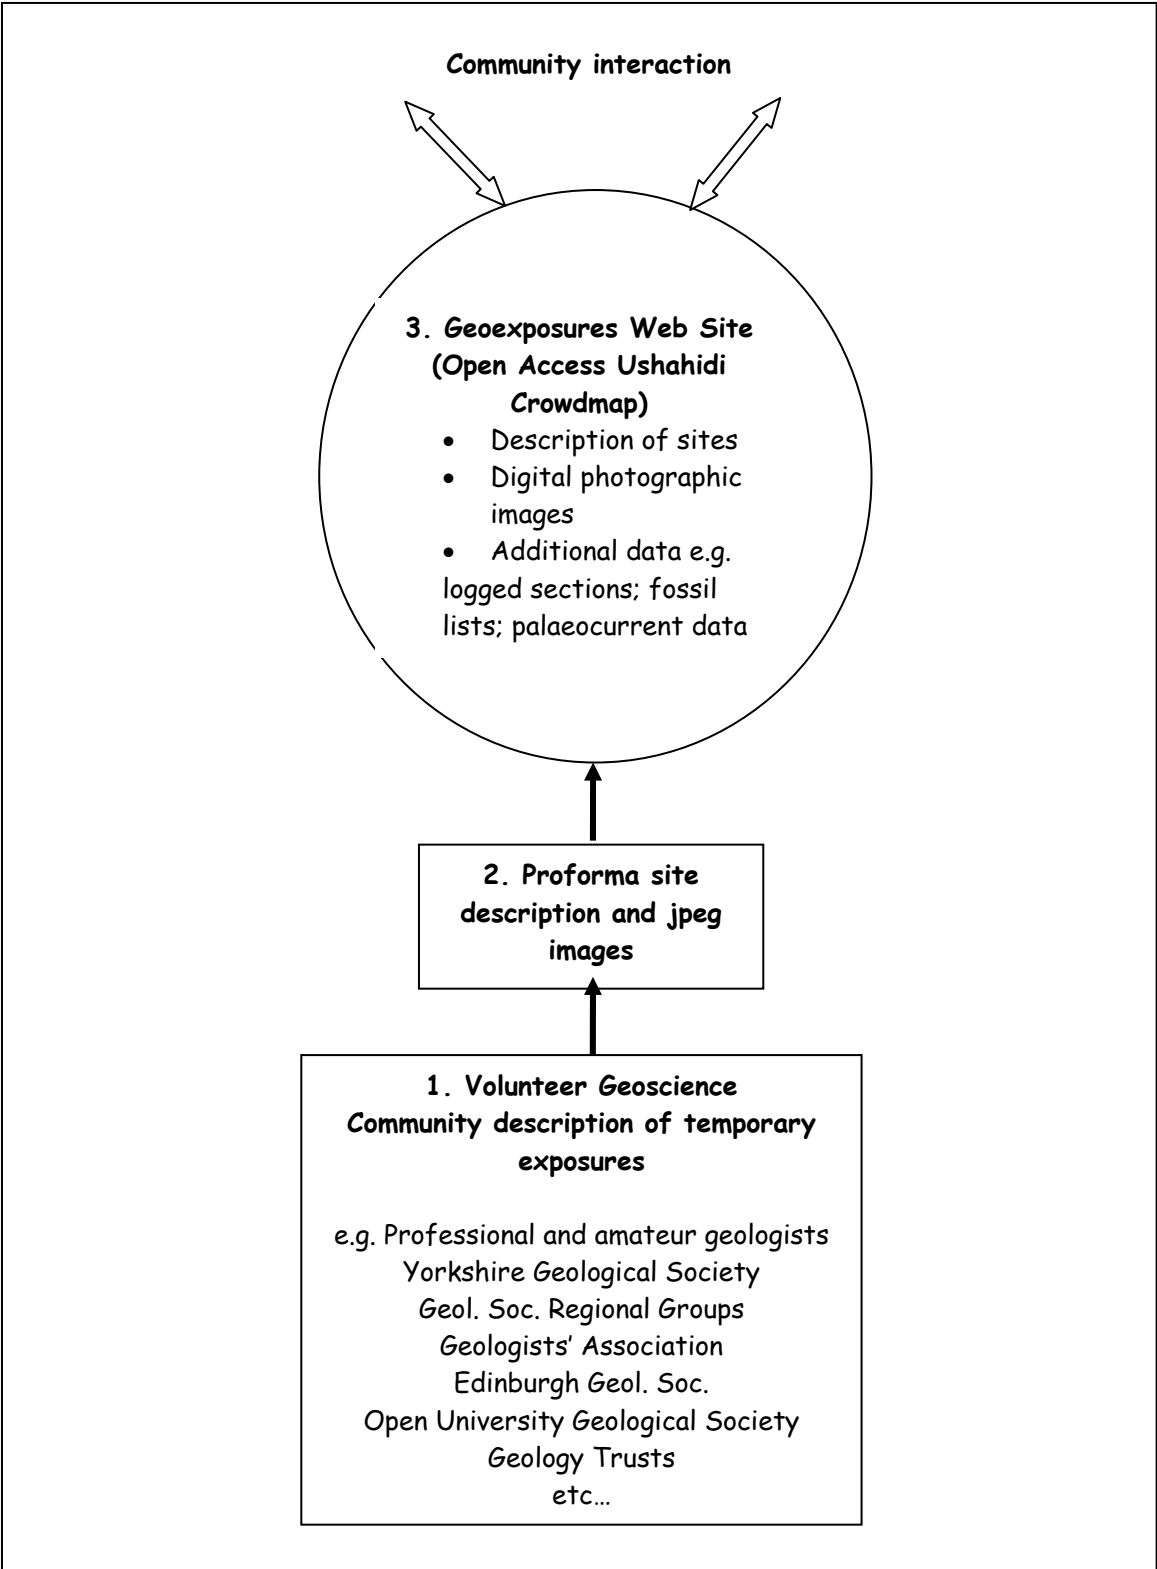 Community interaction
3. Geoexposures Web Site
(Open Access Ushahidi
Crowdmap)
• Description of sites
• Digital photographic
images
• Additional data e.g.
logged sections; fossil
lists; palaeocurrent data
2. Proforma site
description and jpeg
images
1. Volunteer Geoscience
Community description of temporary
exposures
e.g. Professional and amateur geologists
Yorkshire Geological Society
Geol. Soc. Regional Groups
Geologists’ Association
Edinburgh Geol. Soc.
Open University Geological Society
Geology Trusts
etc…